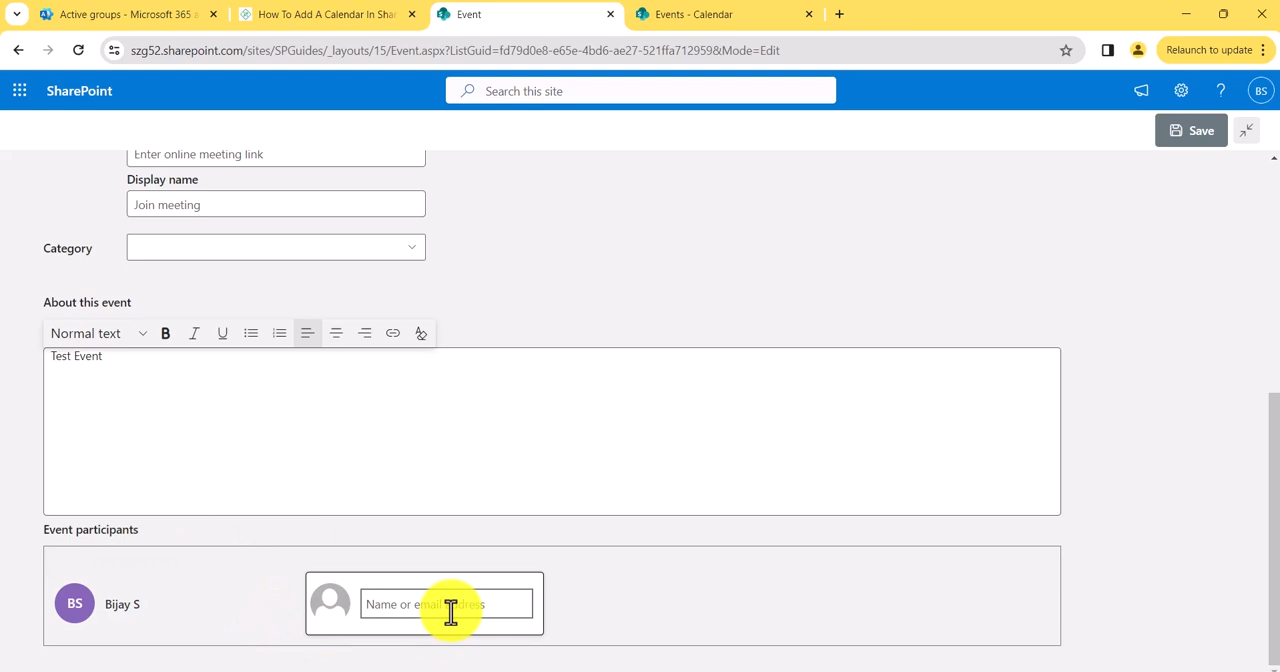 Active groups - Microsoft 365 a
How To Add A Calendar In Shar
Event
Events - Calendar
szg52.sharepoint.com/sites/SPGuides/_layouts/15/Event.aspx?ListGuid=fd79d0e8-e65e-4bd6-ae27-521ffa712959&Mode=Edit
Relaunch to update
SharePoint
Search this site
BS
Save
Enter online meeting link
Display name
Join meeting
Category
About this event
Normal text
B I U
Test Event
Event participants
BS
Bijay S
Name or email address